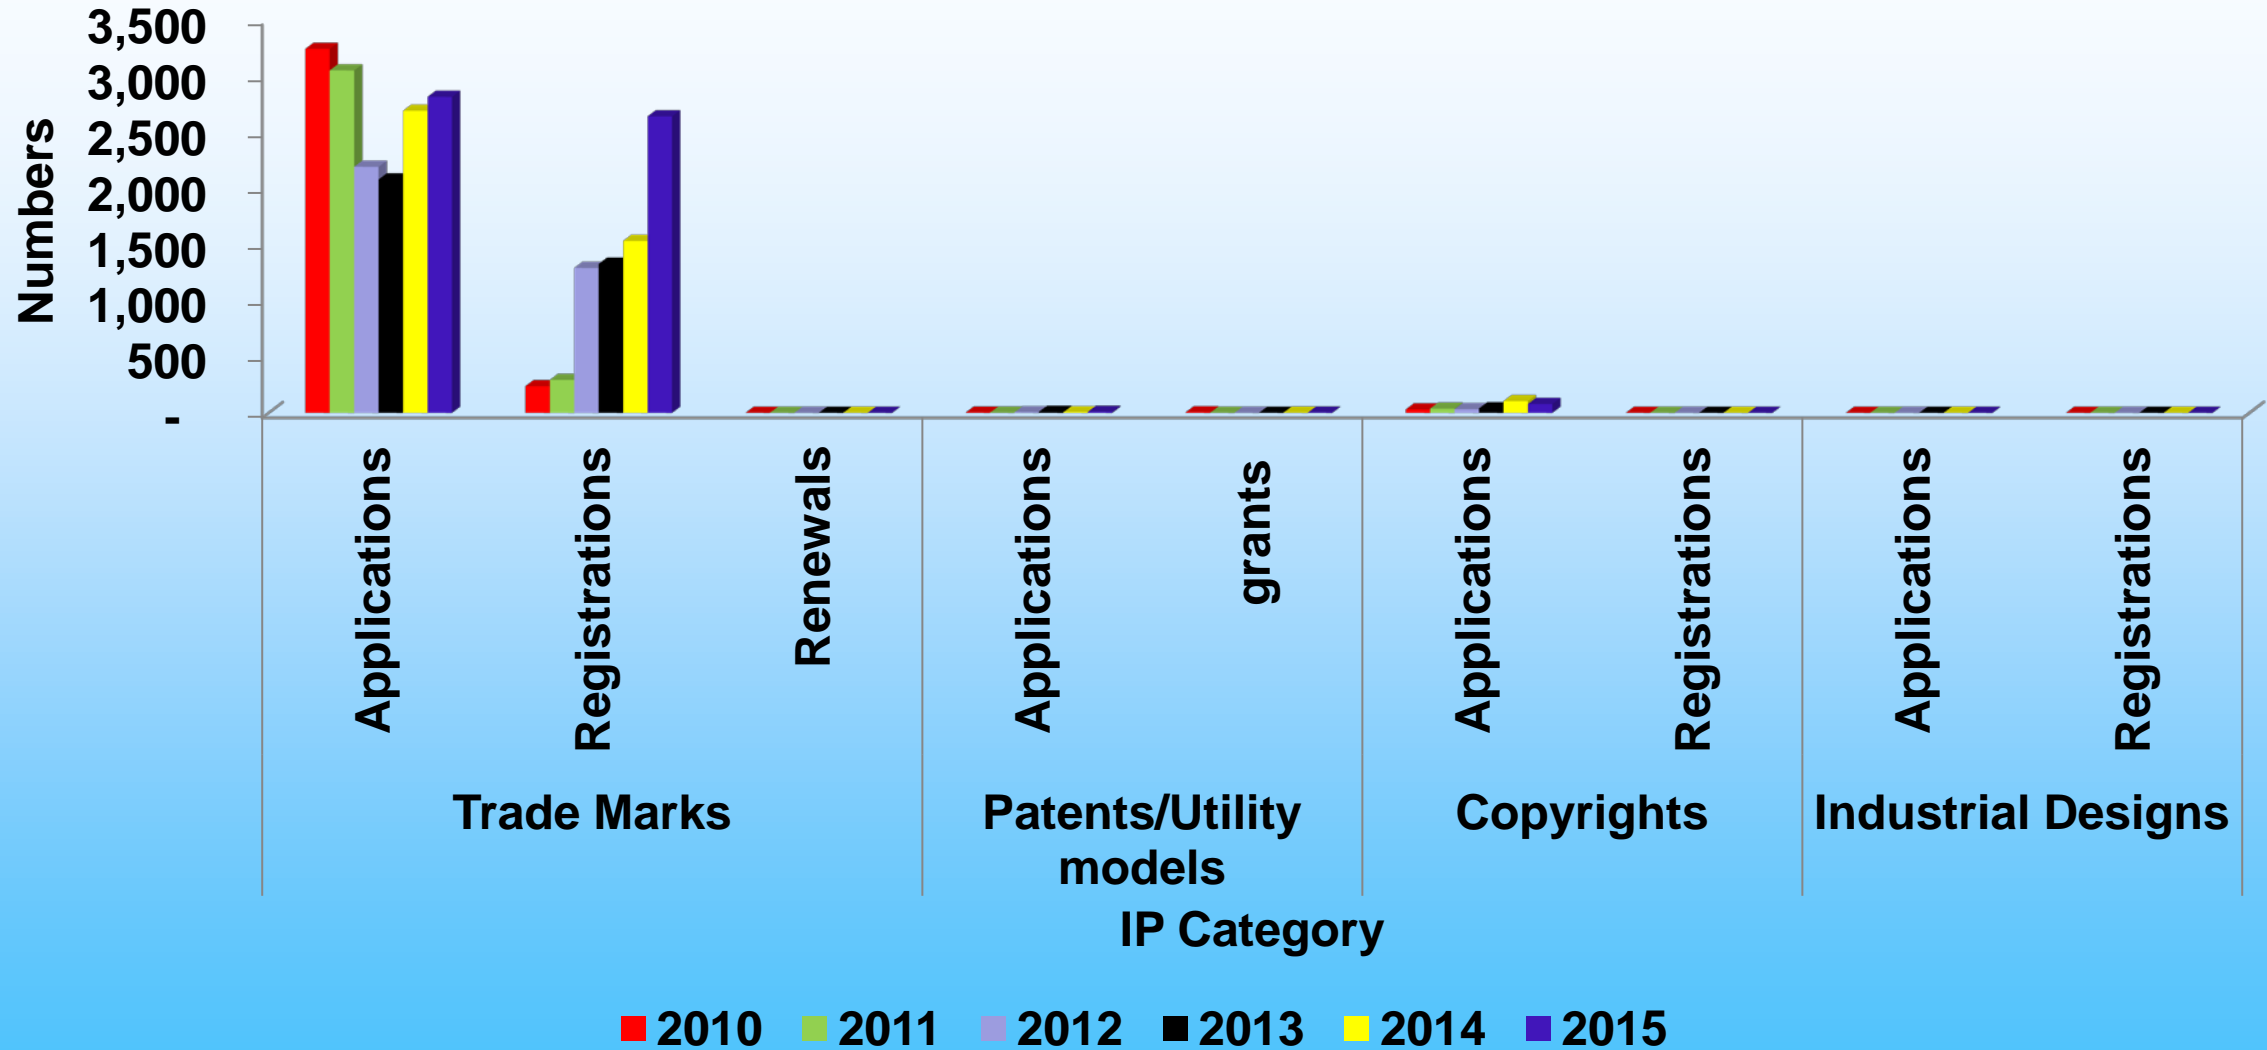 3,500
3,000
2,500
2,000
1,500
1,000
500
-
Numbers
Applications
Registrations
Renewals
Applications
grants
Applications
Registrations
Applications
Registrations
Trade Marks
Patents/Utility
models
Copyrights
Industrial Designs
IP Category
2010 2011 2012 2013 2014 2015